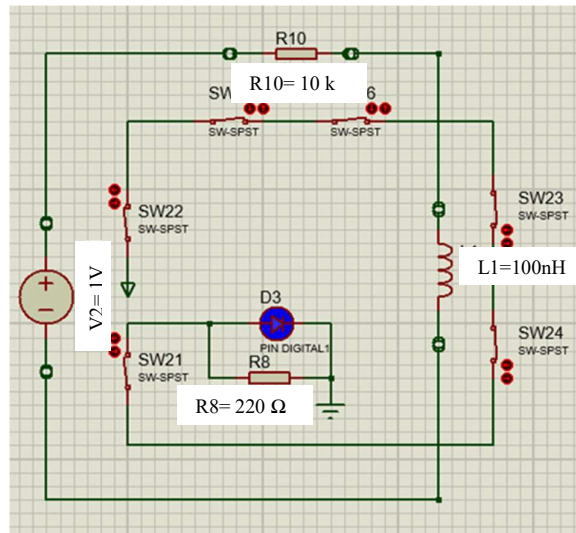 R10
R10= 10 k
SW
6
SW-SPST
SW-SPST
SW22
SW-SPST
SW23
SW-SPST
V2= 1V
L1=100nH
D3
PIN DIGITAL1
SW21
SW-SPST
R8
SW24
SW-SPST
R8= 220 Ω